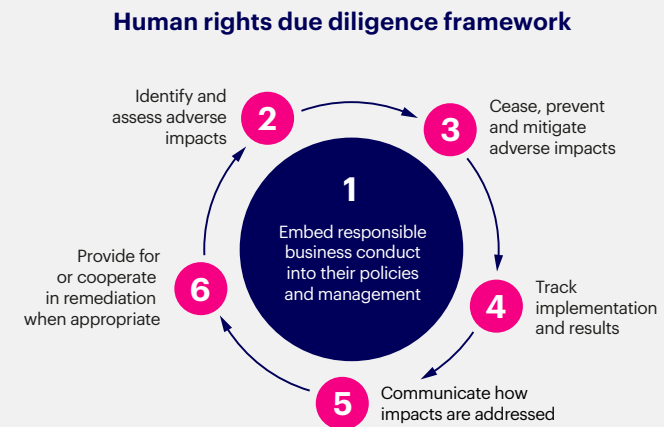 Human rights due diligence framework
1
Embed responsible
business conduct
into their policies
and management
2
Identify and
assess adverse
impacts
3
Cease, prevent
and mitigate
adverse impacts
4
Track
implementation
and results
5
Communicate how
impacts are addressed
6
Provide for
or cooperate
in remediation
when appropriate